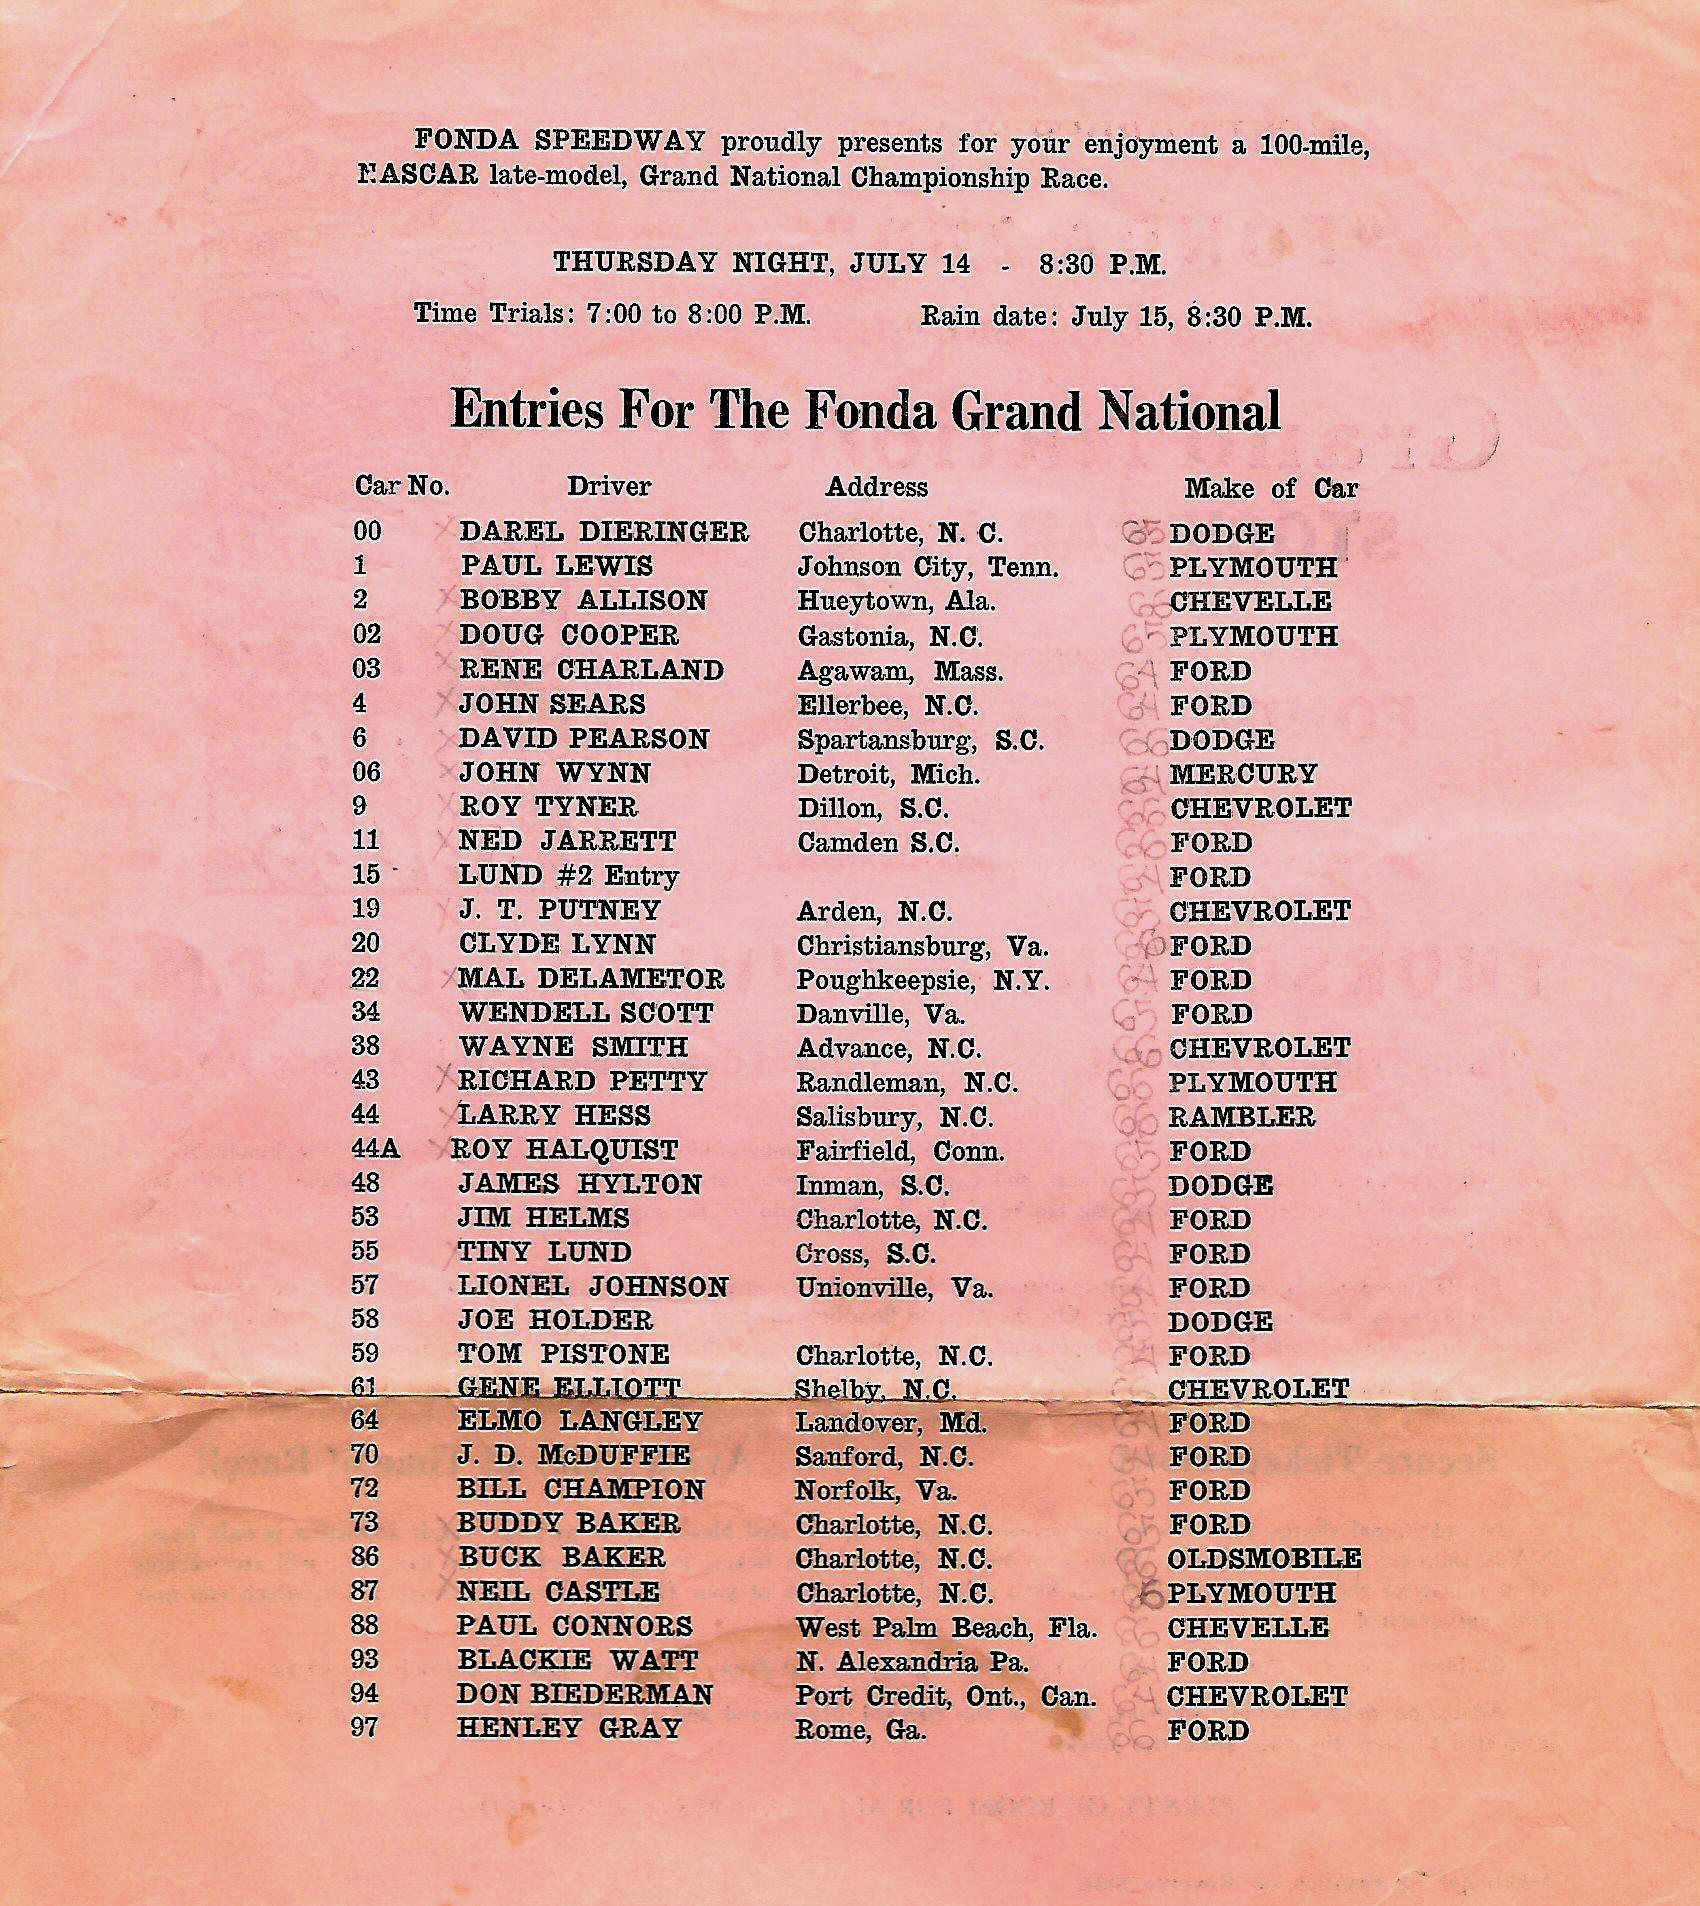 FONDA SPEEDWAY proudly presents for your enjoyment a 100-mile,
NASCAR late-model, Grand National Championship Race.
THURSDAY NIGHT, JULY 14 - 8:30 P.M.
Time Trials: 7:00 to 8:00 P.M. Rain date: July 15, 8:30 P.M.
Entries For The Fonda Grand National
Car No. Driver Address Make of Car
00 DAREL DIERINGER Charlotte, N. C. DODGE
1 PAUL LEWIS Johnson City, Tenn. PLYMOUTH
2 BOBBY ALLISON Hueytown, Ala. CHEVELLE
02 DOUG COOPER Gastonia, N.C. PLYMOUTH
03 RENE CHARLAND Agawam, Mass. FORD
4 JOHN SEARS Ellerbee, N.C. FORD
6 DAVID PEARSON Spartansburg, S.C. DODGE
06 JOHN WYNN Detroit, Mich. MERCURY
9 ROY TYNER Dillon, S.C. CHEVROLET
11 NED JARRETT Camden S.C. FORD
15 LUND #2 Entry FORD
19 J. T. PUTNEY Arden, N.C. CHEVROLET
20 CLYDE LYNN Christiansburg, Va. FORD
22 MAL DELAMETOR Poughkeepsie, N.Y. FORD
34 WENDELL SCOTT Danville, Va. FORD
38 WAYNE SMITH Advance, N.C. CHEVROLET
43 RICHARD PETTY Randleman, N.C. PLYMOUTH
44 LARRY HESS Salisbury, N.C. RAMBLER
44A ROY HALQUIST Fairfield, Conn. FORD
48 JAMES HYLTON Inman, S.C. DODGE
53 JIM HELMS Charlotte, N.C. FORD
55 TINY LUND Cross, S.C. FORD
57 LIONEL JOHNSON Unionville, Va. FORD
58 JOE HOLDER DODGE
59 TOM PISTONE Charlotte, N.C. FORD
61 GENE ELLIOTT Shelby, N.C. CHEVROLET
64 ELMO LANGLEY Landover, Md. FORD
70 J. D. McDUFFIE Sanford, N.C. FORD
72 BILL CHAMPION Norfolk, Va. FORD
73 BUDDY BAKER Charlotte, N.C. FORD
86 BUCK BAKER Charlotte, N.C. OLDSMOBILE
87 NEIL CASTLE Charlotte, N.C. PLYMOUTH
88 PAUL CONNORS West Palm Beach, Fla. CHEVELLE
93 BLACKIE WATT N. Alexandria Pa. FORD
94 DON BIEDERMAN Port Credit, Ont., Can. CHEVROLET
97 HENLEY GRAY Rome, Ga. FORD